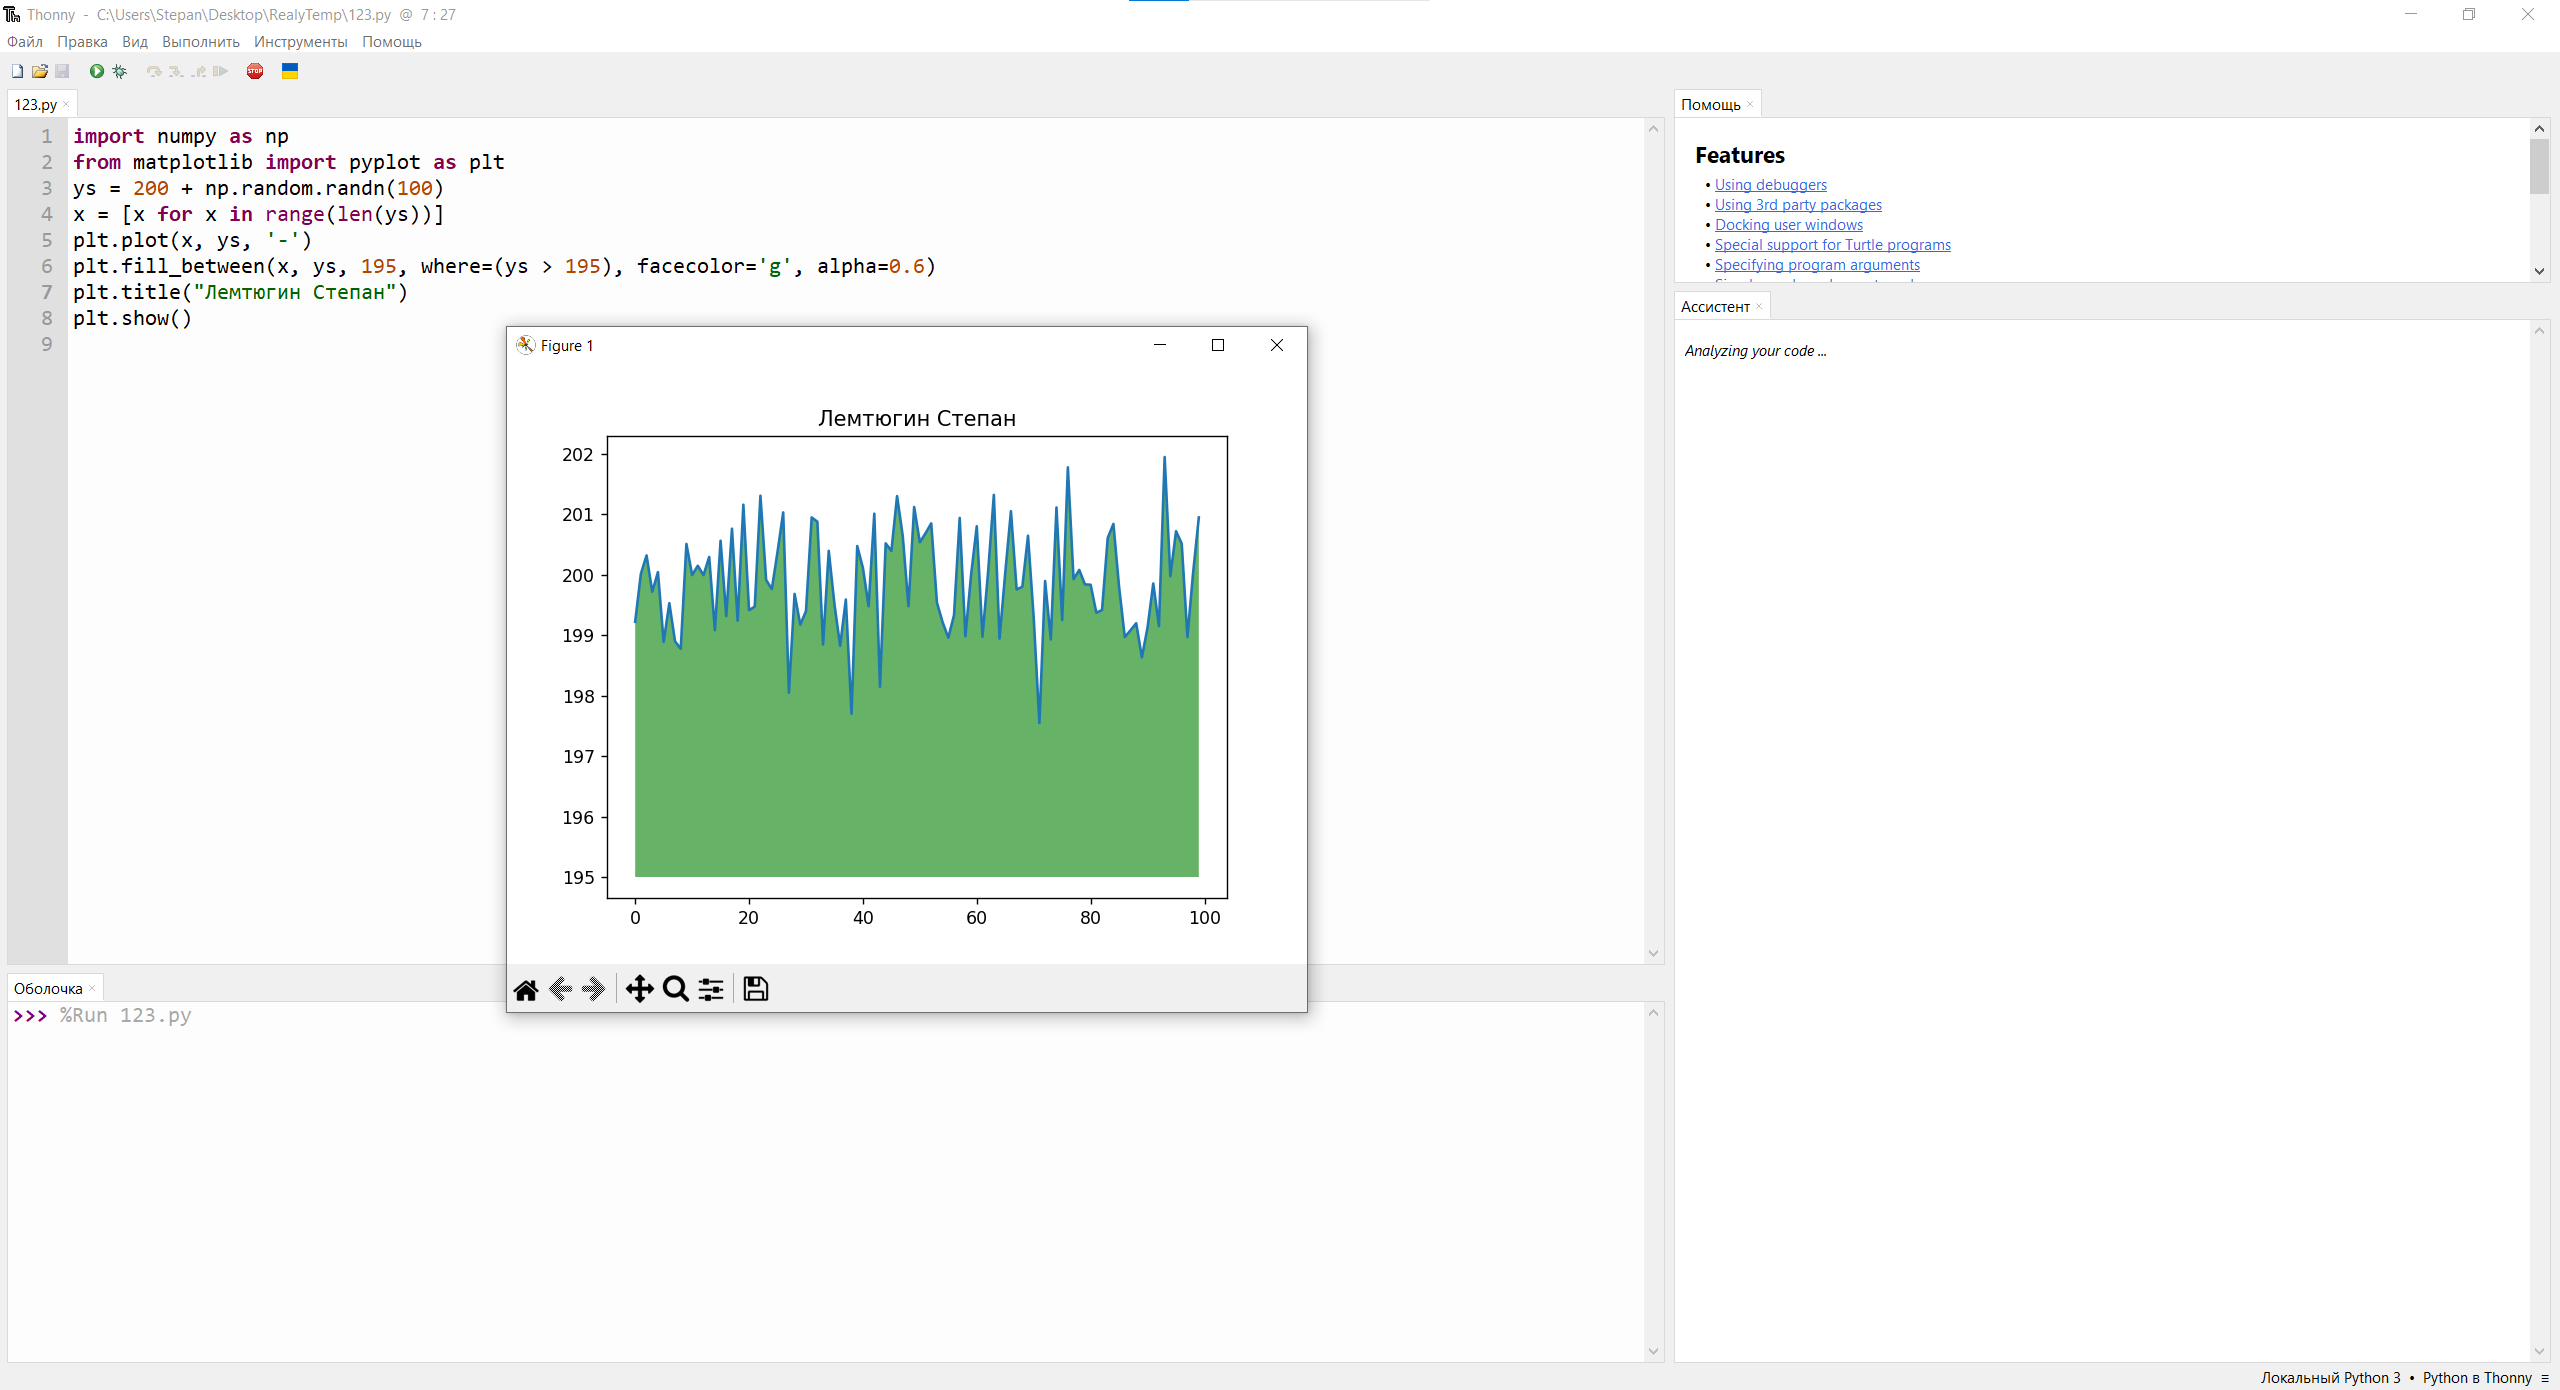 Thonny - C:\Users\Stepan\Desktop\RealyTemp\123.py @ 7 : 27
Файл Правка Вид Выполнить Инструменты Помощь
STOP
123.py
1 import numpy as np
2 from matplotlib import pyplot as plt
3 ys = 200 + np.random.randn(100)
4 x = [x for x in range(len(ys))]
5 plt.plot(x, ys, '-')
6 plt.fill_between(x, ys, 195, where=(ys > 195), facecolor='g', alpha=0.6)
7 plt.title("Лемтюгин Степан")
8 plt.show()
9
Figure 1
Лемтюгин Степан
202
201
200
199
198
197
196
195
0 20 40 60 80 100
Оболочка
>>> %Run 123.py
Помощь
Features
• Using debuggers
• Using 3rd party packages
• Docking user windows
• Special support for Turtle programs
• Specifying program arguments
Ассистент
Analyzing your code ...
Локальный Python 3 • Python в Thonny ≡